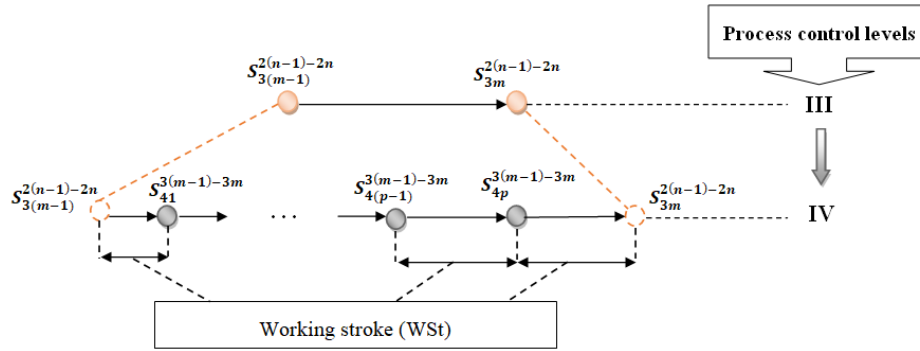 Process control levels
S_{3(m-1)}^{2(n-1)-2n} S_{3m}^{2(n-1)-2n}
III
S_{3(m-1)}^{2(n-1)-2n} S_{41}^{3(m-1)-3m} S_{4(p-1)}^{3(m-1)-3m} S_{4p}^{3(m-1)-3m} S_{3m}^{2(n-1)-2n}
... IV
Working stroke (WSt)